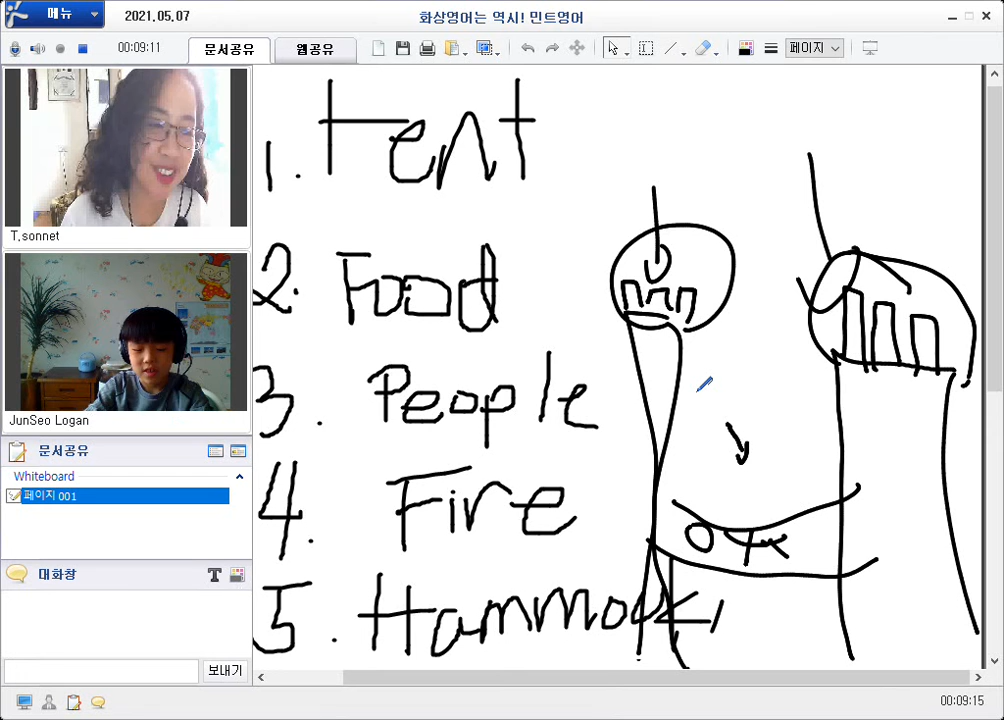 메뉴
2021.05.07
화상영어는 역시! 민트영어
00:09:11
문서공유
웹공유
페이지
T.sonnet
JunSeo Logan
문서공유
Whiteboard
페이지 001
대화창
보내기
1. tent
2. Food
3. People
4. Fire
5. Hammock
00:09:15